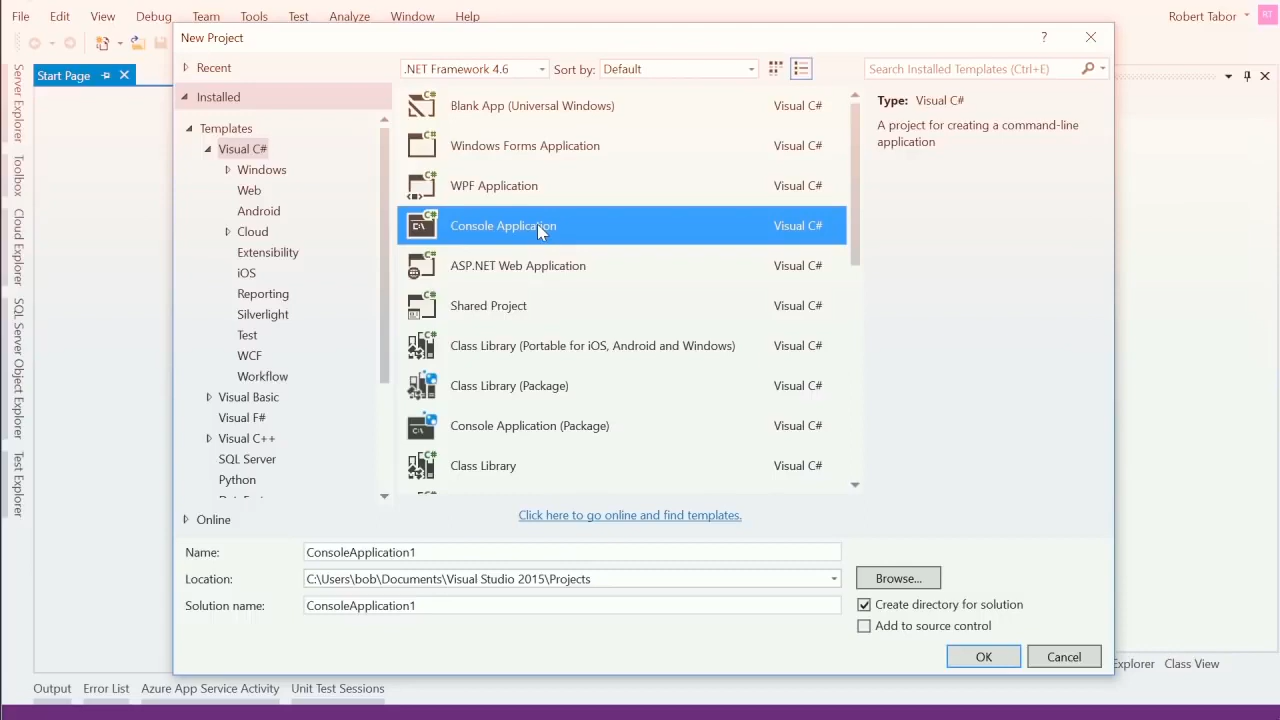 File Edit View Debug Team Tools Test Analyze Window Help Robert Tabor RT
New Project ?
Start Page
Recent
.NET Framework 4.6 Sort by: Default Search Installed Templates (Ctrl+E)
Installed
Templates
Visual C#
Windows
Web
Android
Cloud
Extensibility
iOS
Reporting
Silverlight
Test
WCF
Workflow
Visual Basic
Visual F#
Visual C++
SQL Server
Python
Online
Blank App (Universal Windows) Visual C#
Windows Forms Application Visual C#
WPF Application Visual C#
Console Application Visual C#
ASP.NET Web Application Visual C#
Shared Project Visual C#
Class Library (Portable for iOS, Android and Windows) Visual C#
Class Library (Package) Visual C#
Console Application (Package) Visual C#
Class Library Visual C#
Click here to go online and find templates.
Type: Visual C#
A project for creating a command-line
application
Name: ConsoleApplication1
Location: C:\Users\bob\Documents\Visual Studio 2015\Projects Browse...
Solution name: ConsoleApplication1
Create directory for solution
Add to source control
OK Cancel
Server Explorer
Toolbox
Cloud Explorer
SQL Server Object Explorer
Test Explorer
Explorer Class View
Output Error List Azure App Service Activity Unit Test Sessions